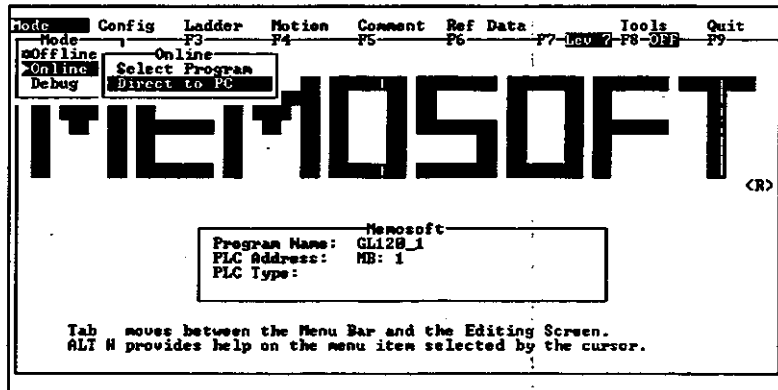 Mode Config Ladder Motion Comment Ref Data Tools Quit
Mode F3 F4 F5 F6 F7 Lev ? F8 OFF F9
Offline Online
Online Select Program
Debug Direct to PC
MEMOSOFT
(R)
Memosoft
Program Name: GL120_1
PLC Address: MB: 1
PLC Type:
Tab moves between the Menu Bar and the Editing Screen.
ALT H provides help on the menu item selected by the cursor.